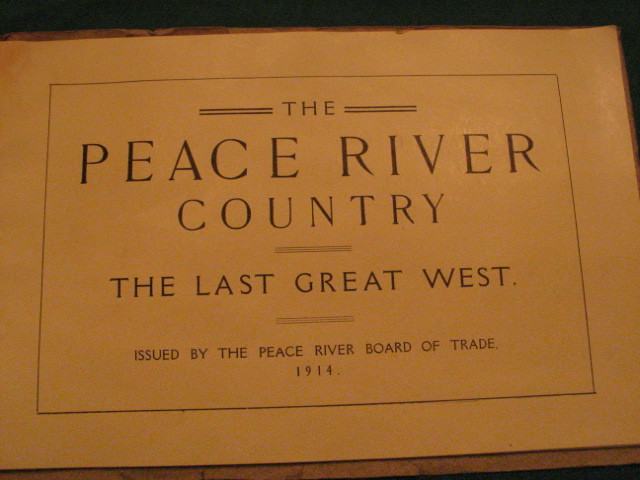 THE
PEACE RIVER
COUNTRY
THE LAST GREAT WEST.
ISSUED BY THE PEACE RIVER BOARD OF TRADE.
1914.